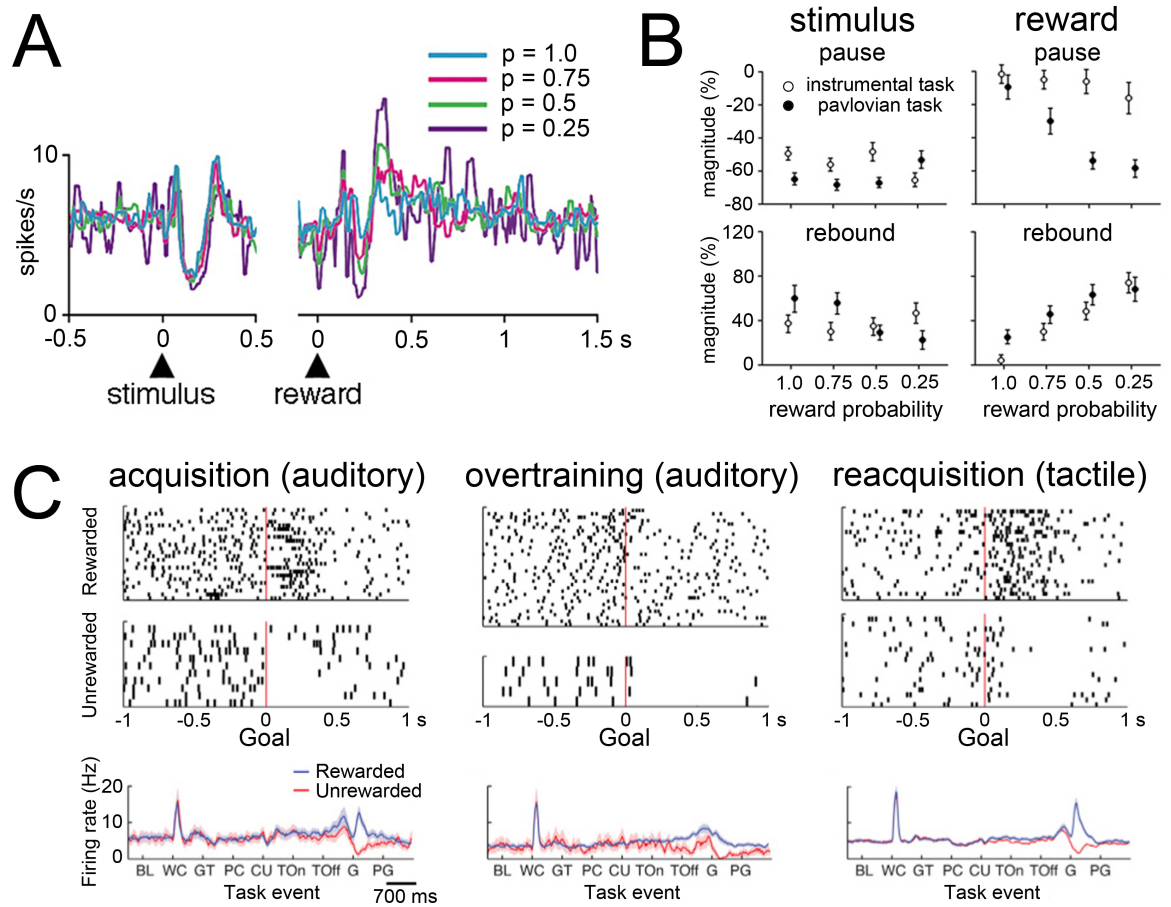 A
p = 1.0
p = 0.75
p = 0.5
p = 0.25
10
0
spikes/s
-0.5 0 0.5
0 0.5 1 1.5 s
stimulus reward
B
stimulus reward
pause pause
instrumental task
pavlovian task
magnitude (%)
0
-20
-40
-60
-80
rebound rebound
magnitude (%)
120
80
40
0
1.0 0.75 0.5 0.25 1.0 0.75 0.5 0.25
reward probability reward probability
C
acquisition (auditory) overtraining (auditory) reacquisition (tactile)
Rewarded
Unrewarded
-1 -0.5 0 0.5 1 s -1 -0.5 0 0.5 1 s -1 -0.5 0 0.5 1 s
Goal Goal Goal
Firing rate (Hz)
20
10
0
Rewarded
Unrewarded
BL WC GT PC CU TOn TOff G PG BL WC GT PC CU TOn TOff G PG BL WC GT PC CU TOn TOff G PG
Task event Task event Task event
700 ms